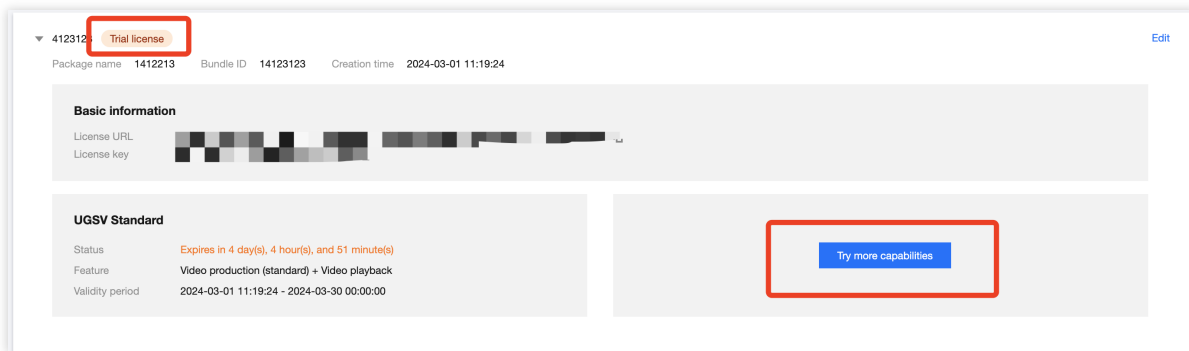 4123123 Trial license Edit
Package name 1412213 Bundle ID 14123123 Creation time 2024-03-01 11:19:24
Basic information
License URL
License key
UGSV Standard
Status Expires in 4 day(s), 4 hour(s), and 51 minute(s)
Feature Video production (standard) + Video playback
Validity period 2024-03-01 11:19:24 - 2024-03-30 00:00:00
Try more capabilities